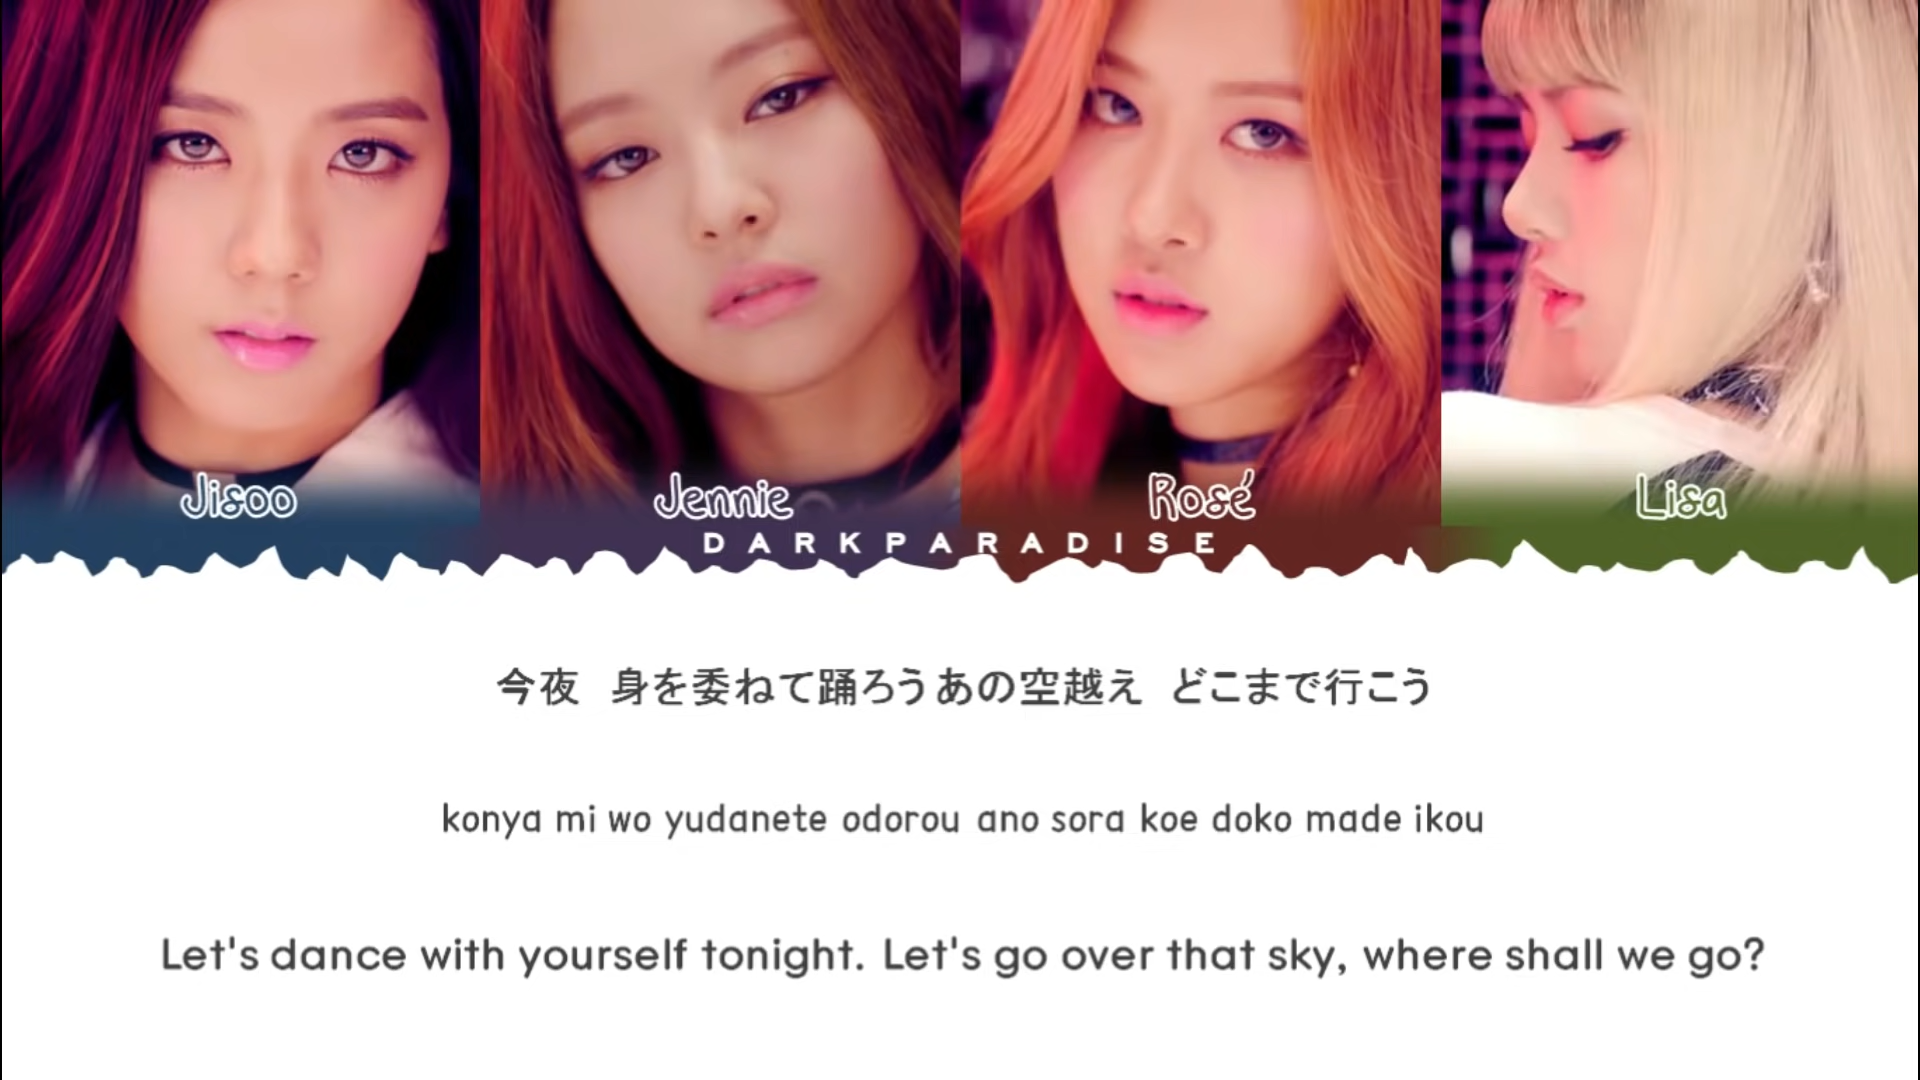 Jisoo
Jennie
Rosé
Lisa
DARKPARADISE
今夜 身を委ねて踊ろうあの空越え どこまで行こう
konya mi wo yudanete odorou ano sora koe doko made ikou
Let's dance with yourself tonight. Let's go over that sky, where shall we go?